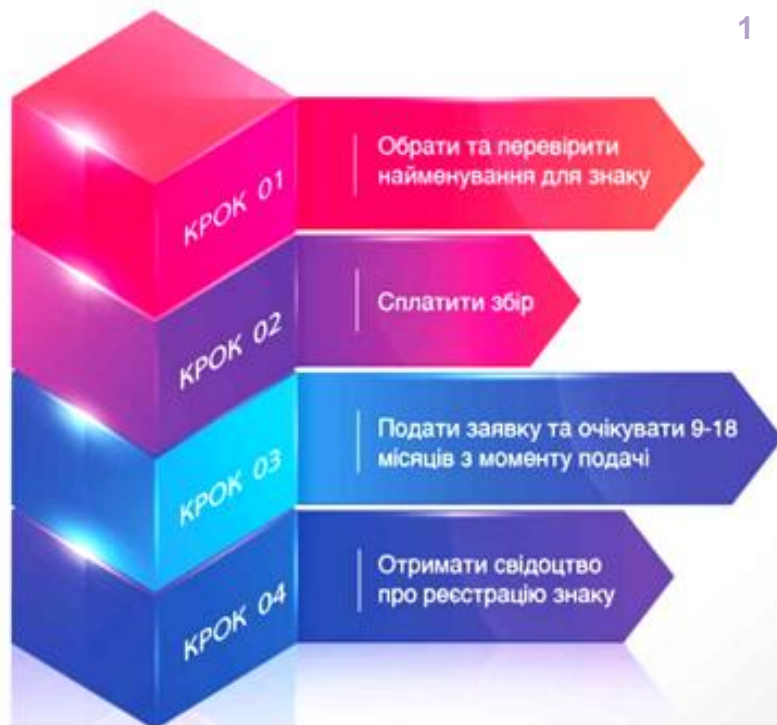 1
КРОК 01
Обрати та перевірити
найменування для знаку
КРОК 02
Сплатити збір
КРОК 03
Подати заявку та очікувати 9-18
місяців з моменту подачі
КРОК 04
Отримати свідоцтво
про реєстрацію знаку